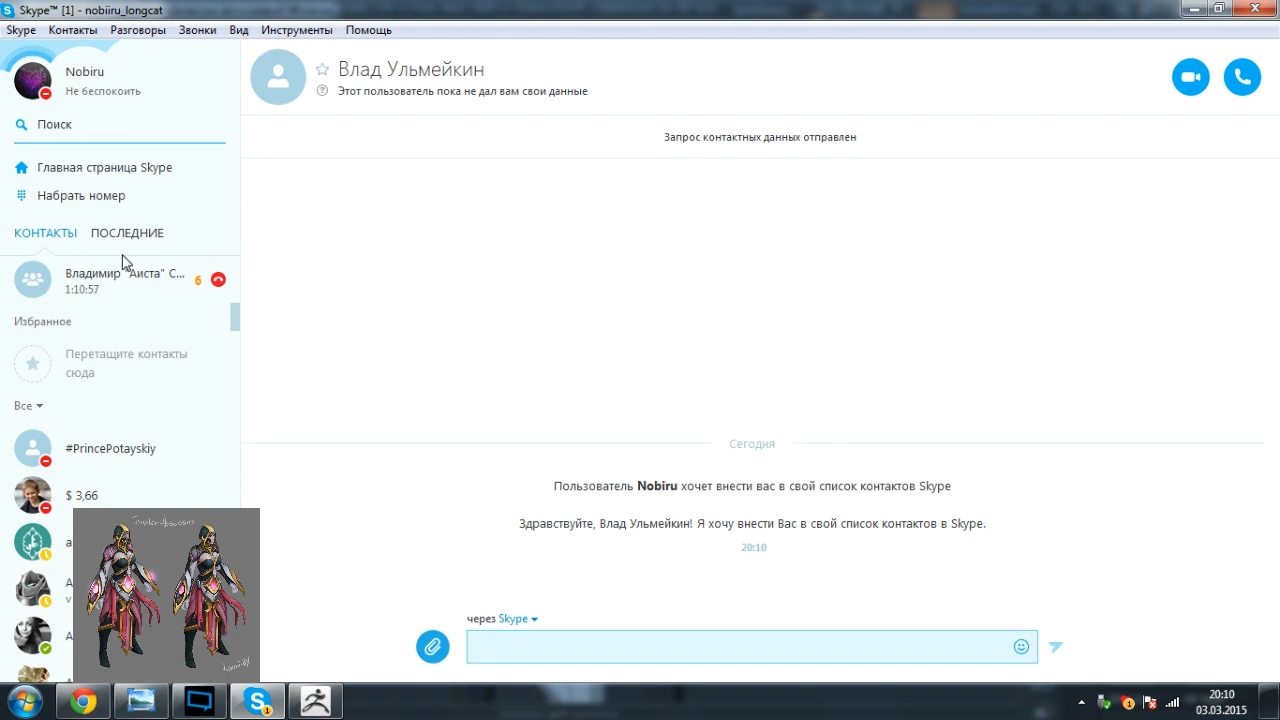 Skype™ [1] - nobiiru_longcat
Skype Контакты Разговоры Звонки Вид Инструменты Помощь
Nobiru
Не беспокоить
Поиск
Главная страница Skype
Набрать номер
КОНТАКТЫ ПОСЛЕДНИЕ
Владимир "Аиста" С... 6
1:10:57
Избранное
Перетащите контакты
сюда
Все
#PrincePotayskiy
$ 3,66
a
A
v
A
Templar Assassin
Влад Ульмейкин
Этот пользователь пока не дал вам свои данные
Запрос контактных данных отправлен
Сегодня
Пользователь Nobiru хочет внести вас в свой список контактов Skype
Здравствуйте, Влад Ульмейкин! Я хочу внести Вас в свой список контактов в Skype.
20:10
через Skype
20:10
03.03.2015